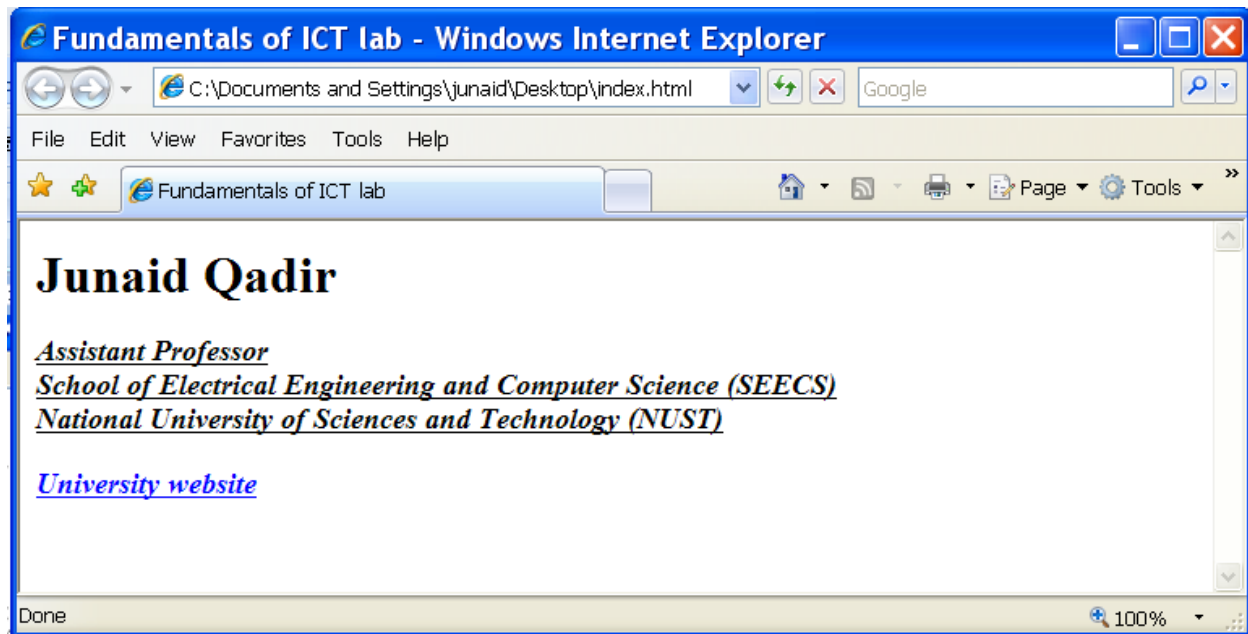 Fundamentals of ICT lab - Windows Internet Explorer
C:\Documents and Settings\junaid\Desktop\index.html
Google
File Edit View Favorites Tools Help
Fundamentals of ICT lab
Page
Tools
»
Junaid Qadir
Assistant Professor
School of Electrical Engineering and Computer Science (SEECS)
National University of Sciences and Technology (NUST)
University website
Done
100%